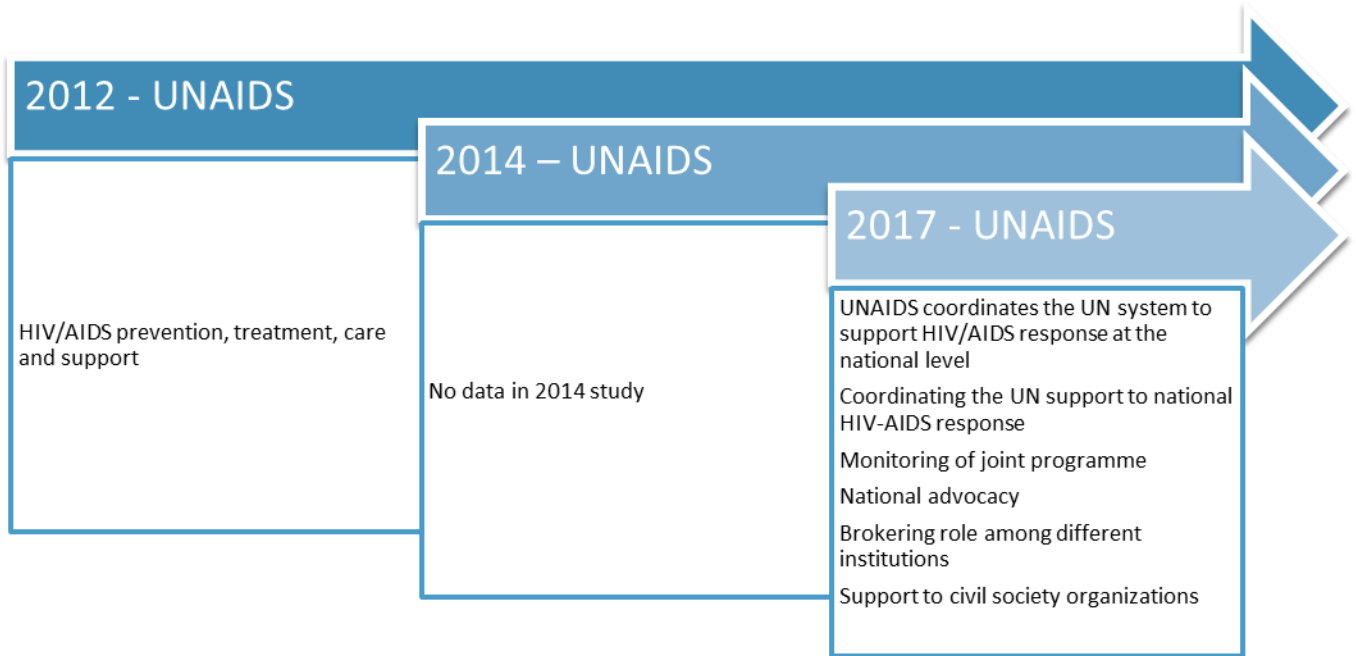 2012 - UNAIDS
HIV/AIDS prevention, treatment, care
and support
2014 – UNAIDS
No data in 2014 study
2017 - UNAIDS
UNAIDS coordinates the UN system to
support HIV/AIDS response at the
national level
Coordinating the UN support to national
HIV-AIDS response
Monitoring of joint programme
National advocacy
Brokering role among different
institutions
Support to civil society organizations